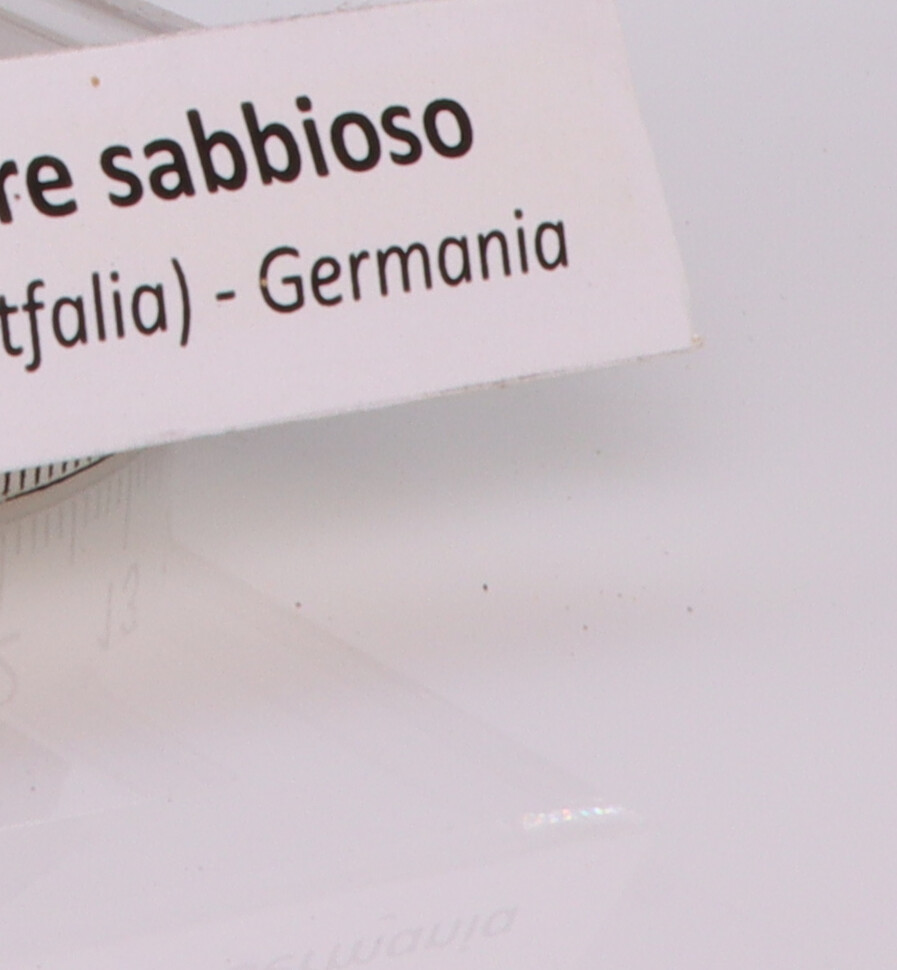 re sabbioso
tfalia) - Germania